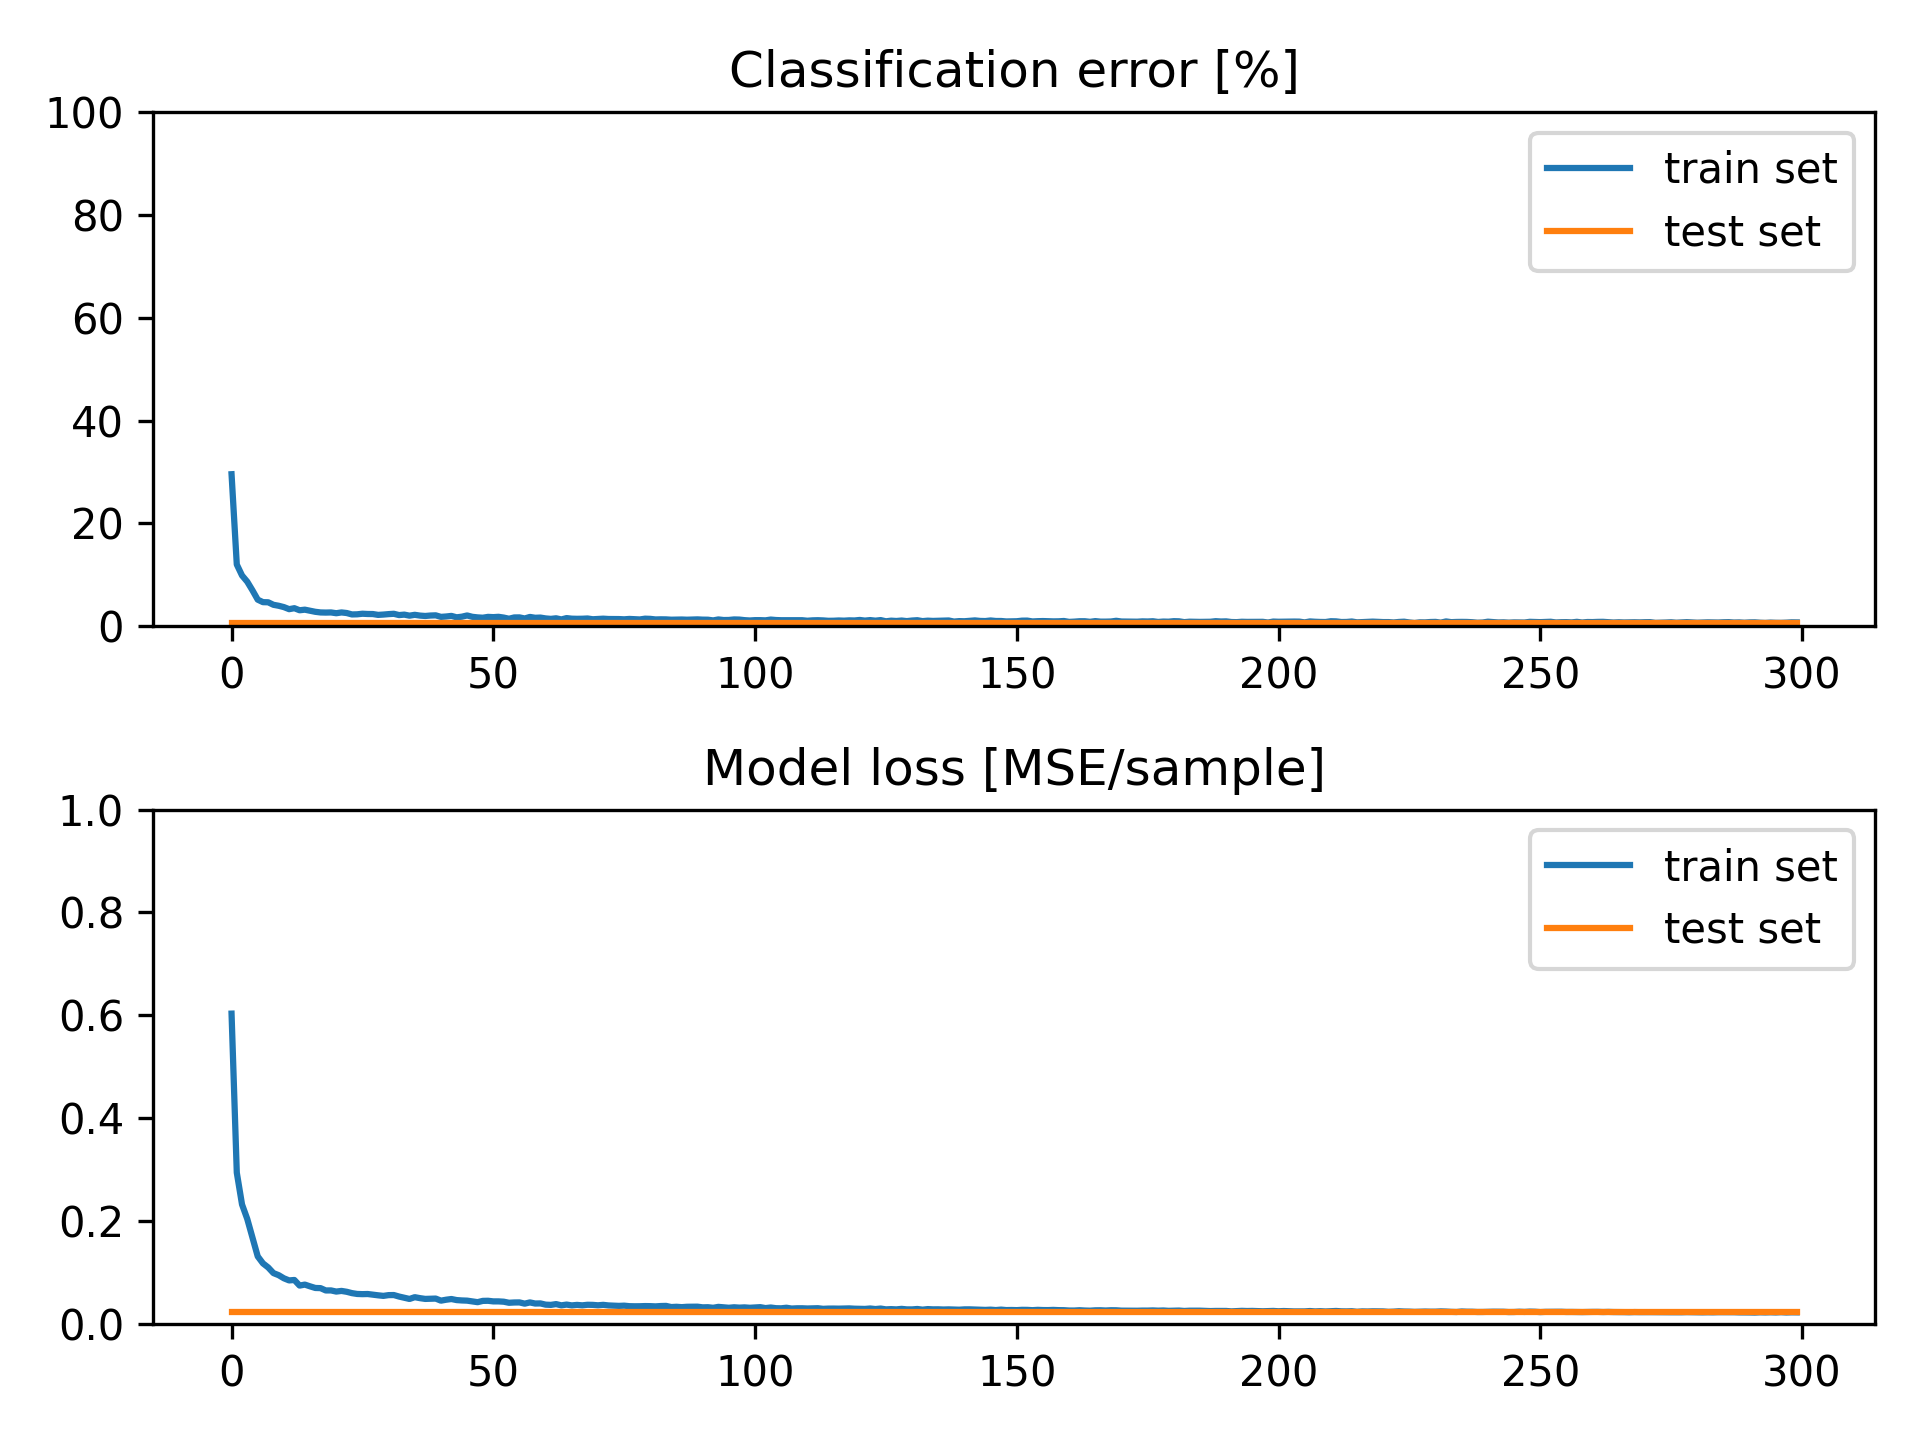 Classification error [%]
100
80
60
40
20
0
train set
test set
0 50 100 150 200 250 300
Model loss [MSE/sample]
1.0
0.8
0.6
0.4
0.2
0.0
train set
test set
0 50 100 150 200 250 300